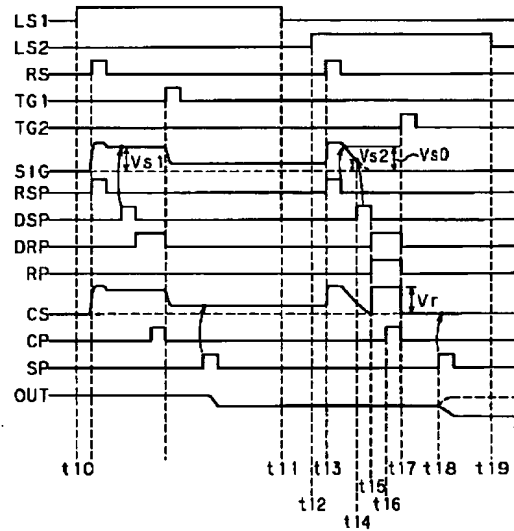 LS1
LS2
RS
TG1
TG2
SIG
Vs1
Vs2
Vs0
RSP
DSP
DRP
RP
CS
Vr
CP
SP
OUT
t10
t11
t13
t17
t18
t19
t15
t12
t16
t14